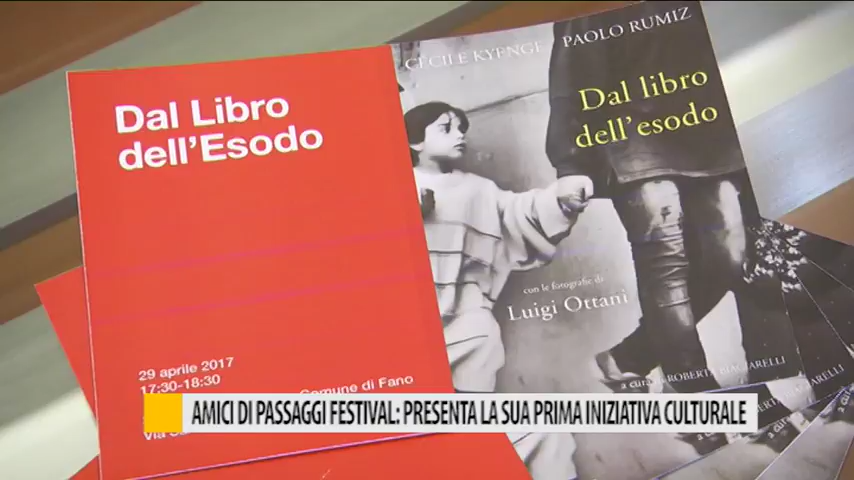 Dal Libro
dell'Esodo
29 aprile 2017
17:30-18:30
Comune di Fano
Via
CÉCILE KYENGE PAOLO RUMIZ
Dal libro
dell'esodo
con le fotografie di
Luigi Ottani
a cura di ROBERTA BIAGIARELLI
AMICI DI PASSAGGI FESTIVAL: PRESENTA LA SUA PRIMA INIZIATIVA CULTURALE